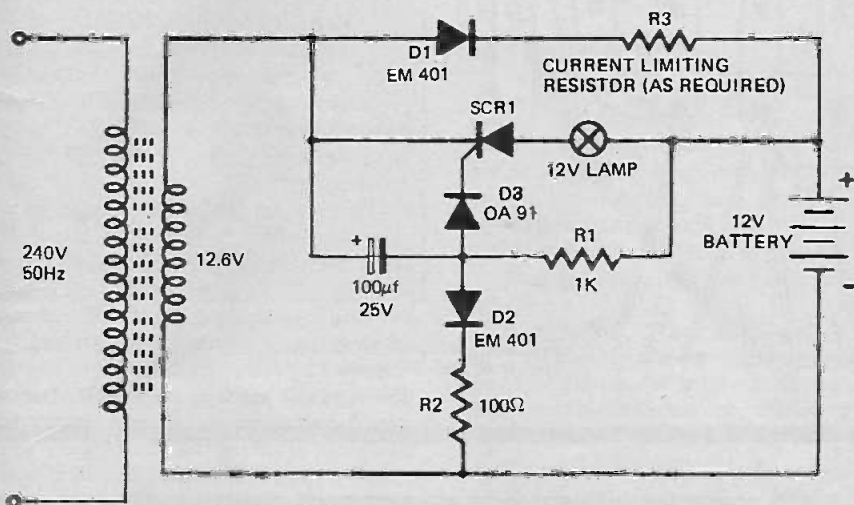 D1
EM 401
R3
CURRENT LIMITING
RESISTOR (AS REQUIRED)
SCR1
12V LAMP
D3
OA 91
+
12V
BATTERY
-
240V
50Hz
12.6V
+
100µf
25V
R1
1K
D2
EM 401
R2
100Ω